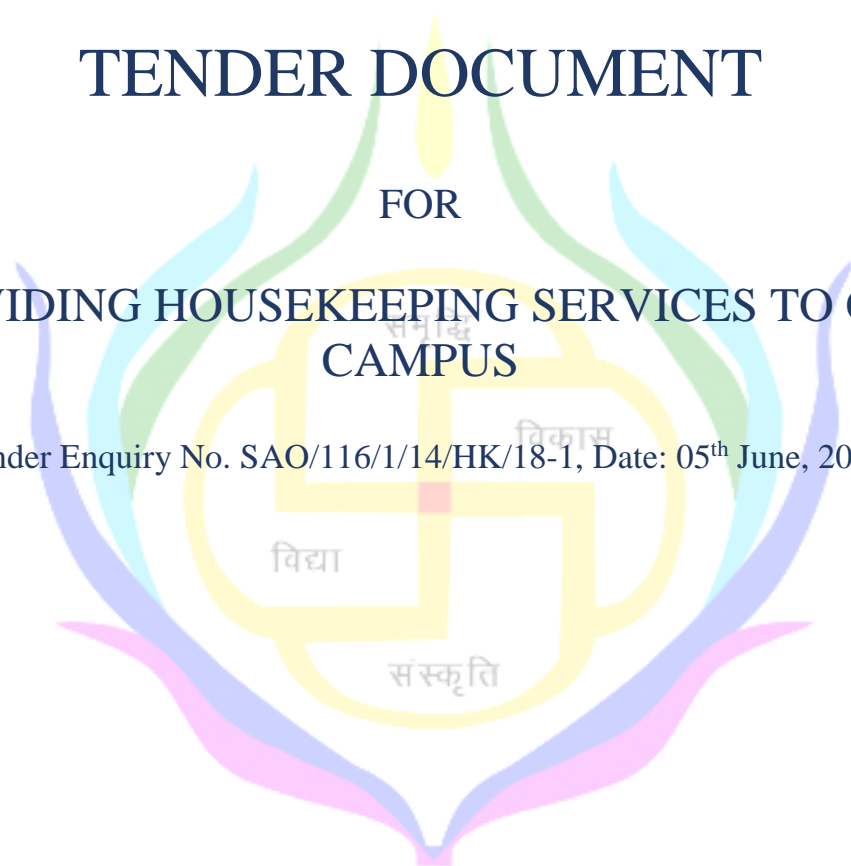 TENDER DOCUMENT
FOR
VIDING HOUSEKEEPING SERVICES TO
समृद्धि
CAMPUS
विकास
nder Enquiry No. SAO/116/1/14/HK/18-1, Date: 05th June, 20
विद्या
संस्कृति